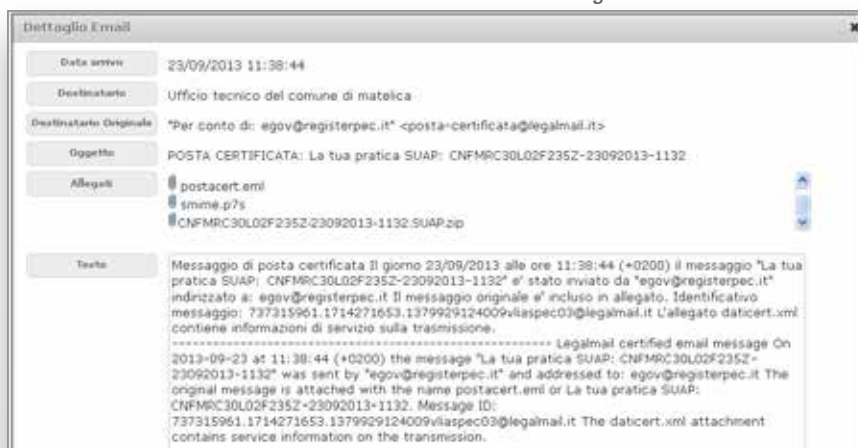 Dettaglio Email
Data arrivo 23/09/2013 11:38:44
Destinatario Ufficio tecnico del comune di matelica
Destinatario Originale "Per conto di: egov@registerpec.it" <posta-certificata@legalmail.it>
Oggetto POSTA CERTIFICATA: La tua pratica SUAP: CNFMRC30L02F235Z-23092013-1132
Allegati postacert.eml
smime.p7s
CNFMRC30L02F235Z-23092013-1132.SUAP.zip
Testo Messaggio di posta certificata Il giorno 23/09/2013 alle ore 11:38:44 (+0200) il messaggio "La tua
pratica SUAP: CNFMRC30L02F235Z-23092013-1132" e' stato inviato da "egov@registerpec.it"
indirizzato a: egov@registerpec.it Il messaggio originale e' incluso in allegato. Identificativo
messaggio: 737315961.1714271653.1379929124009vliaspec03@legalmail.it L'allegato daticert.xml
contiene informazioni di servizio sulla trasmissione.
------------------------------------------------------ Legalmail certified email message On
2013-09-23 at 11:38:44 (+0200) the message "La tua pratica SUAP: CNFMRC30L02F235Z-
23092013-1132" was sent by "egov@registerpec.it" and addressed to: egov@registerpec.it The
original message is attached with the name postacert.eml or La tua pratica SUAP:
CNFMRC30L02F235Z-23092013-1132. Message ID:
737315961.1714271653.1379929124009vliaspec03@legalmail.it The daticert.xml attachment
contains service information on the transmission.